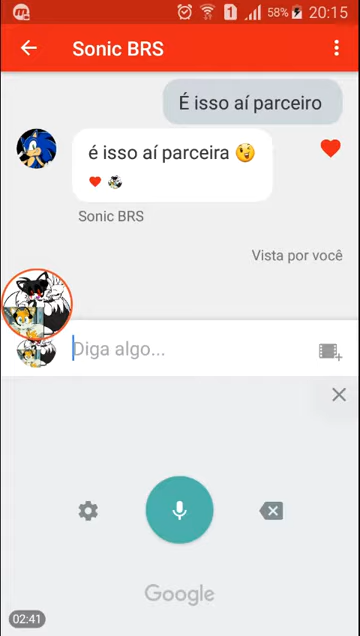 58% 20:15
Sonic BRS
É isso aí parceiro
é isso aí parceira
Sonic BRS
Vista por você
Diga algo...
Google
02:41